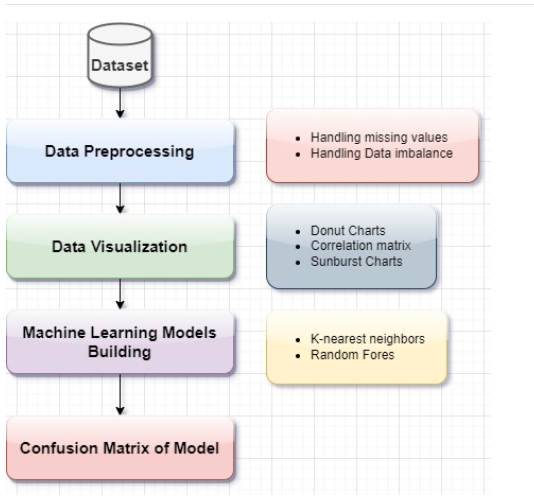 Dataset
Data Preprocessing
• Handling missing values
• Handling Data imbalance
Data Visualization
• Donut Charts
• Correlation matrix
• Sunburst Charts
Machine Learning Models
Building
• K-nearest neighbors
• Random Fores
Confusion Matrix of Model